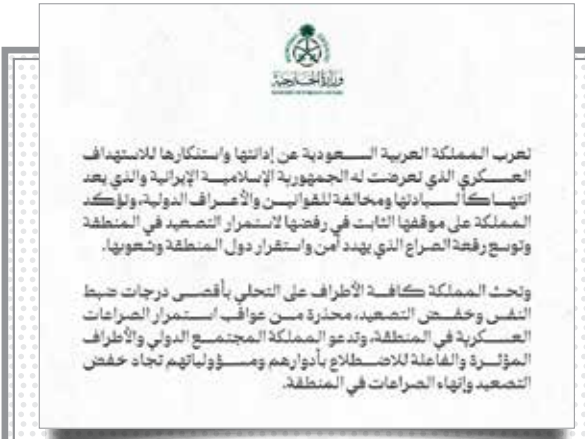 وزارة الخارجية
تعرب المملكة العربية السعودية عن إدانتها واستنكارها للاستهداف
العسكري الذي تعرضت له الجمهورية الإسلامية الإيرانية والذي يعد
انتهاكاً لسيادتها ومخالفة للقوانين والأعراف الدولية، وتؤكد
المملكة على موقفها الثابت في رفضها لاستمرار التصعيد في المنطقة
وتوسع رقعة الصراع الذي يهدد أمن واستقرار دول المنطقة وشعوبها.
وتحث المملكة كافة الأطراف على التحلي بأقصى درجات ضبط
النفس وخفض التصعيد، محذرة من عواقب استمرار الصراعات
العسكرية في المنطقة، وتدعو المملكة المجتمع الدولي والأطراف
المؤثرة والفاعلة للاضطلاع بأدوارهم ومسؤولياتهم تجاه خفض
التصعيد وإنهاء الصراعات في المنطقة.